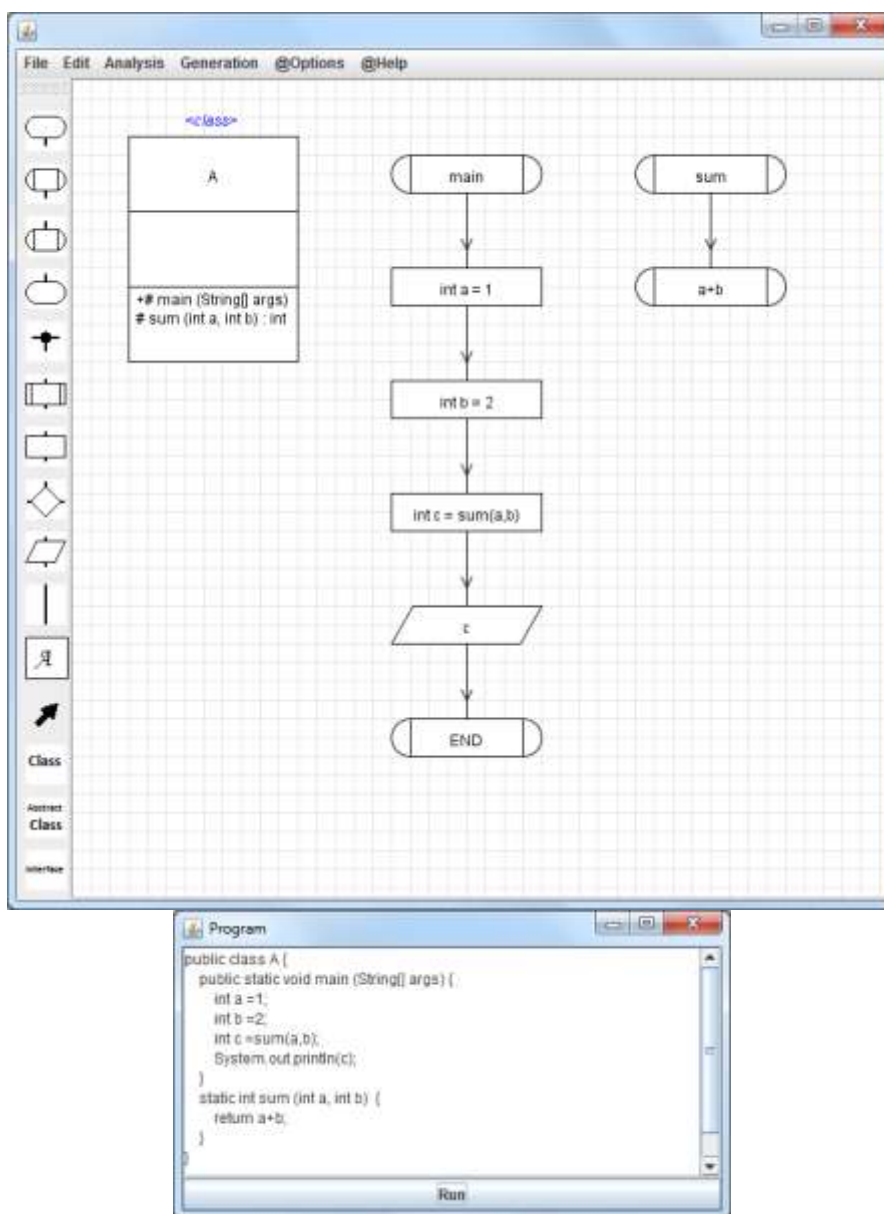 File Edit Analysis Generation @Options @Help
<class>
A
+# main (String[] args)
# sum (int a, int b) : int
main
int a = 1
int b = 2
int c = sum(a,b)
c
END
sum
a+b
A
Class
Abstract
Class
Interface
Program
public class A {
public static void main (String[] args) {
int a =1;
int b =2;
int c =sum(a,b);
System.out.println(c);
}
static int sum (int a, int b) {
return a+b;
}
}
Run